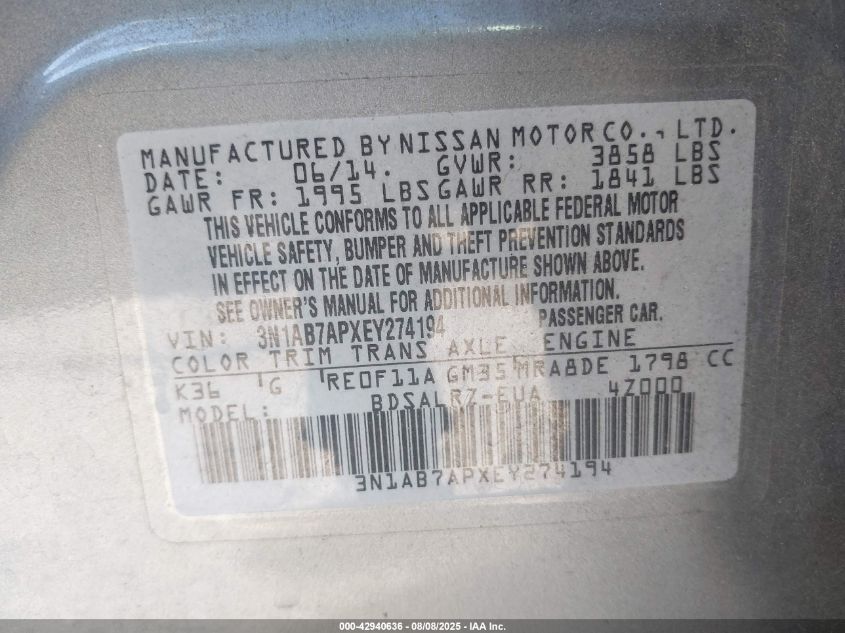 MANUFACTURED BY NISSAN MOTOR CO., LTD.
DATE: 06/14. GVWR: 3858 LBS
GAWR FR: 1995 LBS GAWR RR: 1841 LBS
THIS VEHICLE CONFORMS TO ALL APPLICABLE FEDERAL MOTOR
VEHICLE SAFETY, BUMPER AND THEFT PREVENTION STANDARDS
IN EFFECT ON THE DATE OF MANUFACTURE SHOWN ABOVE.
SEE OWNER'S MANUAL FOR ADDITIONAL INFORMATION.
VIN: 3N1AB7APXEY274194 PASSENGER CAR.
COLOR TRIM TRANS AXLE ENGINE
K36 G RE0F11A GM35 MRA8DE 1798 CC
MODEL: BDSALR7-EUA 4Z000
3N1AB7APXEY274194
000-42940636 - 08/08/2025 - IAA Inc.